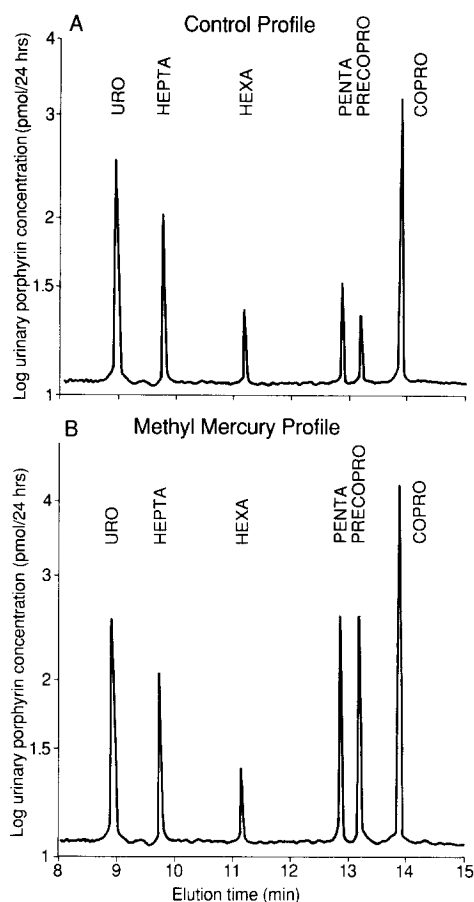 A
Control Profile
Log urinary porphyrin concentration (pmol/24 hrs)
3
2
1.5
1
URO
HEPTA
HEXA
PENTA
PRECOPRO
COPRO
B
Methyl Mercury Profile
Log urinary porphyrin concentration (pmol/24 hrs)
4
3
2
1.5
1
URO
HEPTA
HEXA
PENTA
PRECOPRO
COPRO
8 9 10 11 12 13 14 15
Elution time (min)